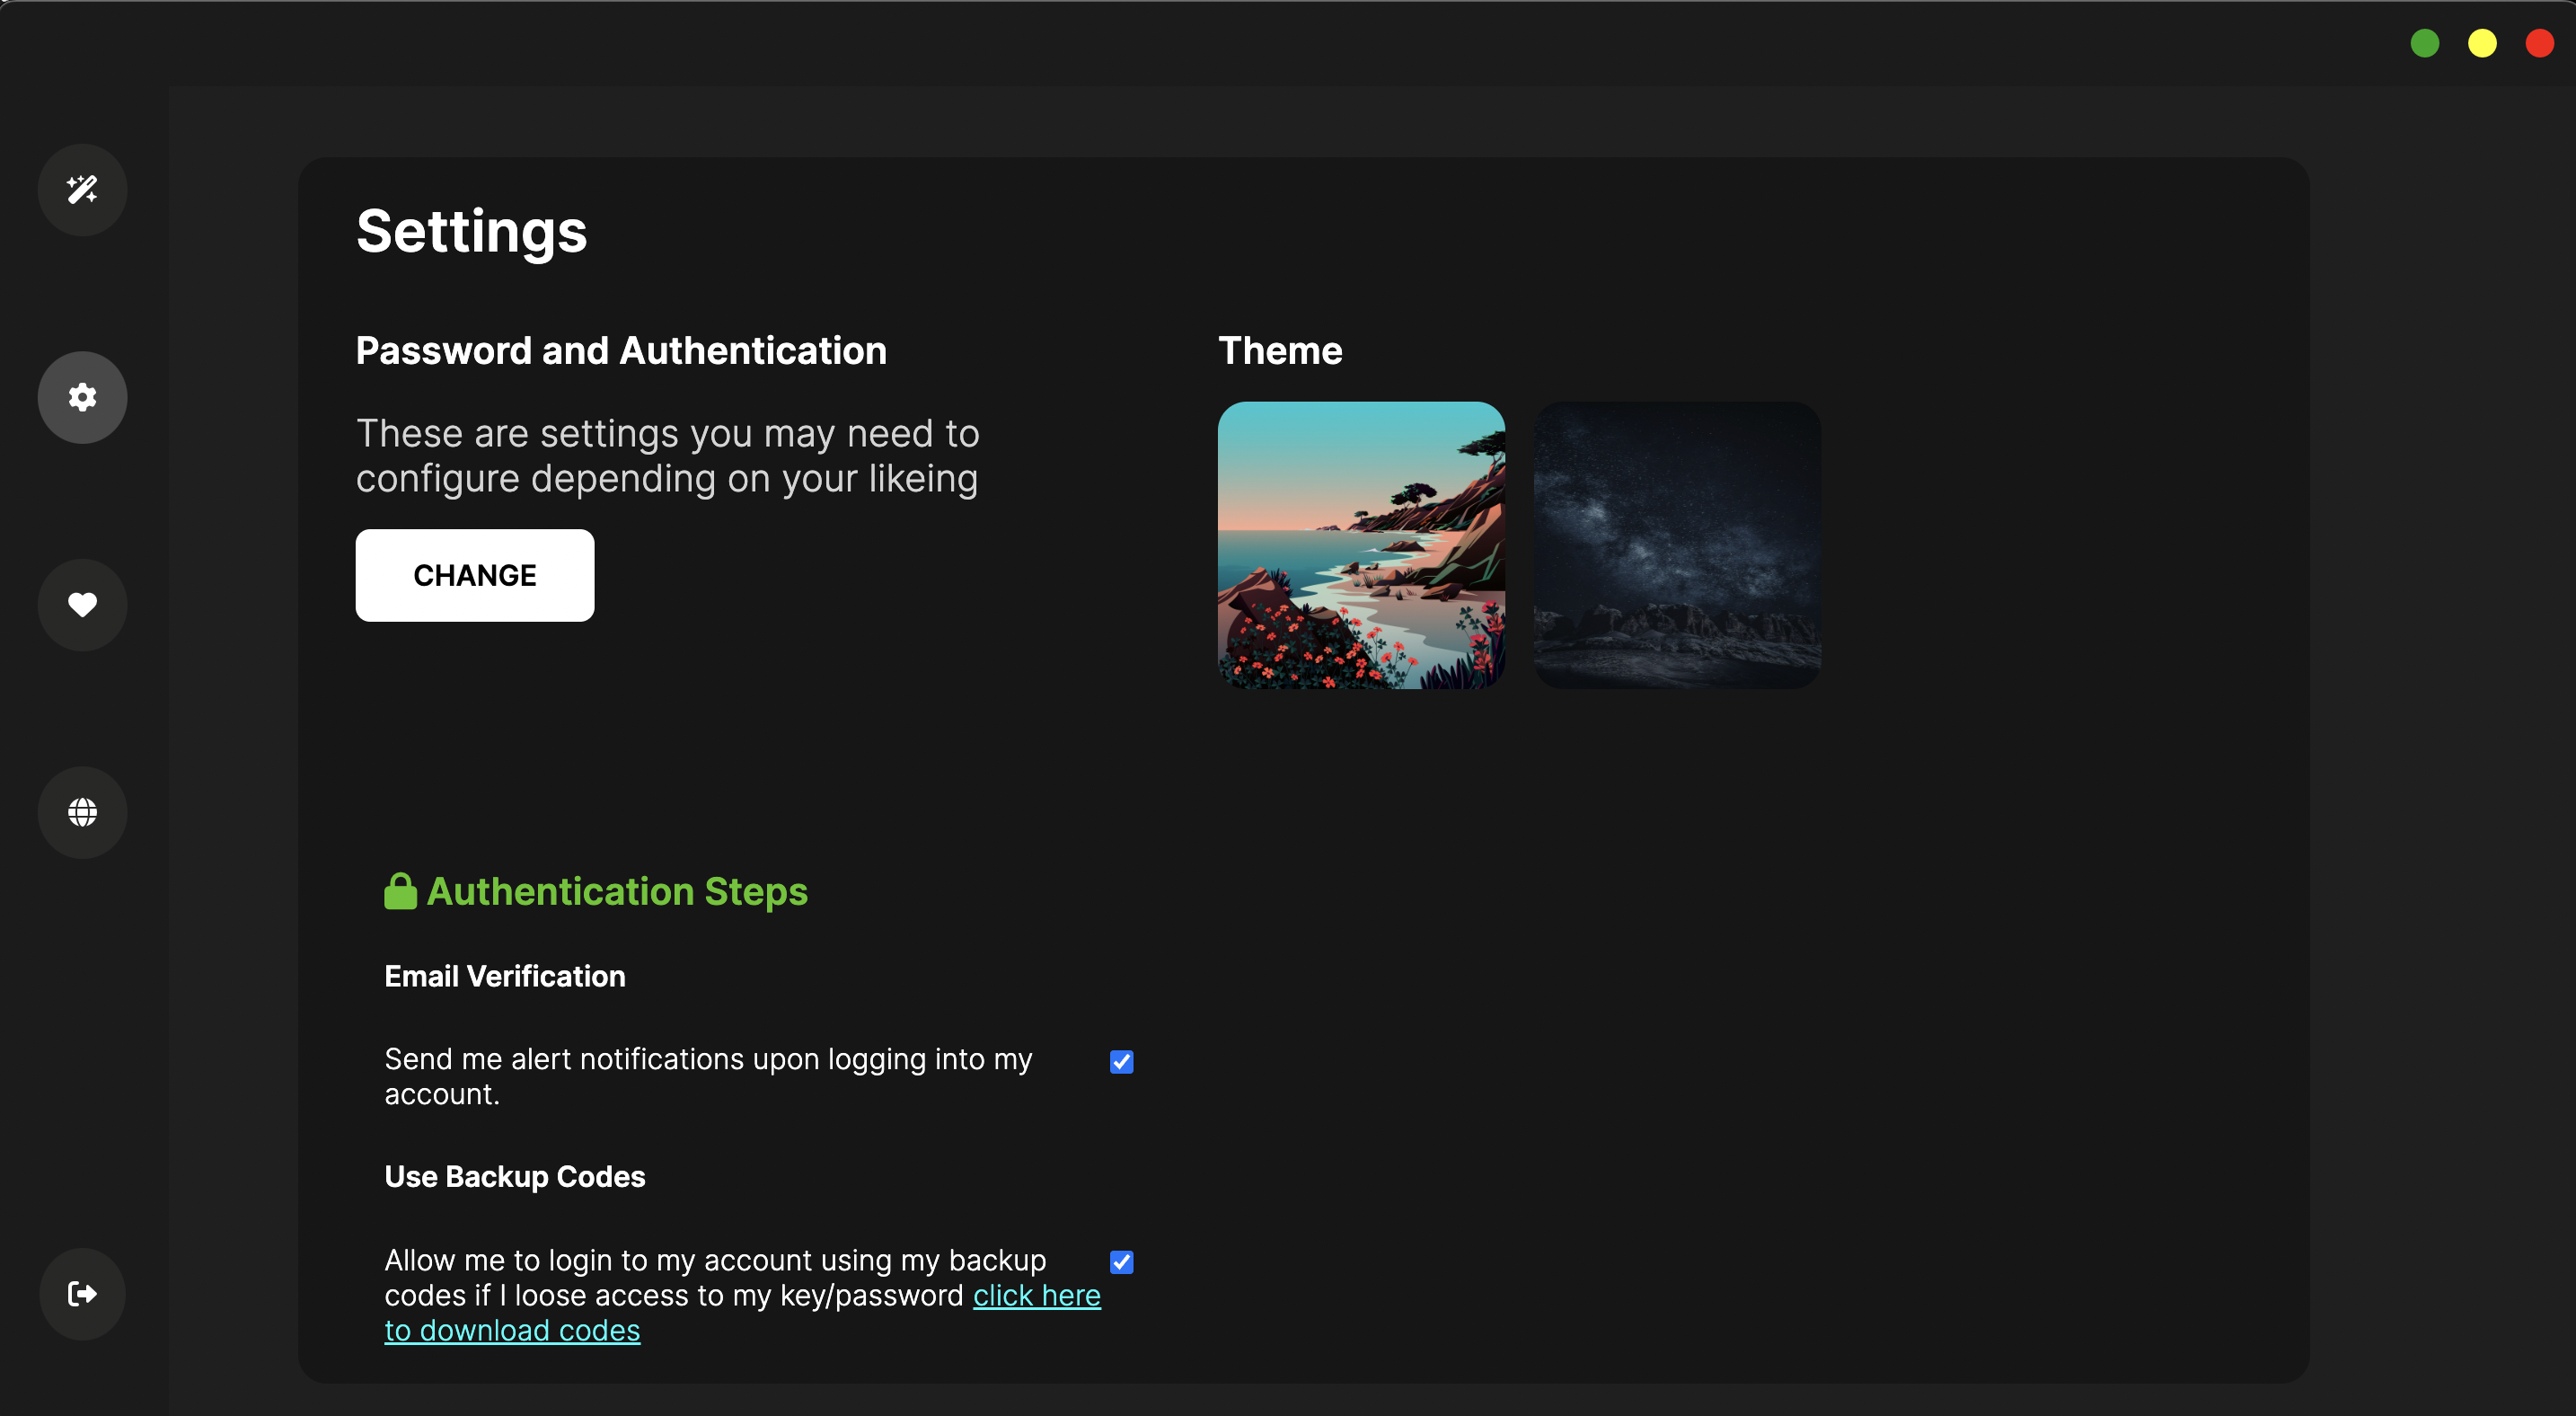 Settings
Password and Authentication
These are settings you may need to
configure depending on your likeing
CHANGE
Theme
Authentication Steps
Email Verification
Send me alert notifications upon logging into my
account.
Use Backup Codes
Allow me to login to my account using my backup
codes if I loose access to my key/password click here
to download codes